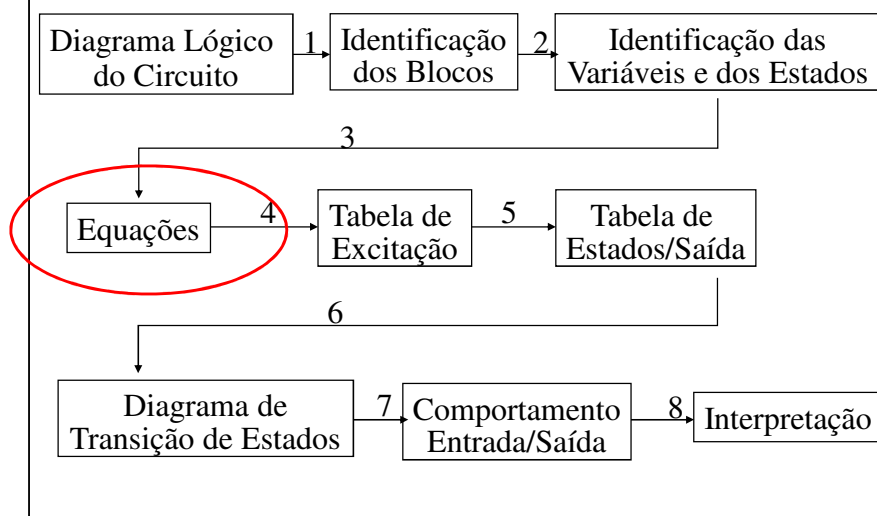 Diagrama Lógico
do Circuito
1
Identificação
dos Blocos
2
Identificação das
Variáveis e dos Estados
3
Equações
4
Tabela de
Excitação
5
Tabela de
Estados/Saída
6
Diagrama de
Transição de Estados
7
Comportamento
Entrada/Saída
8
Interpretação